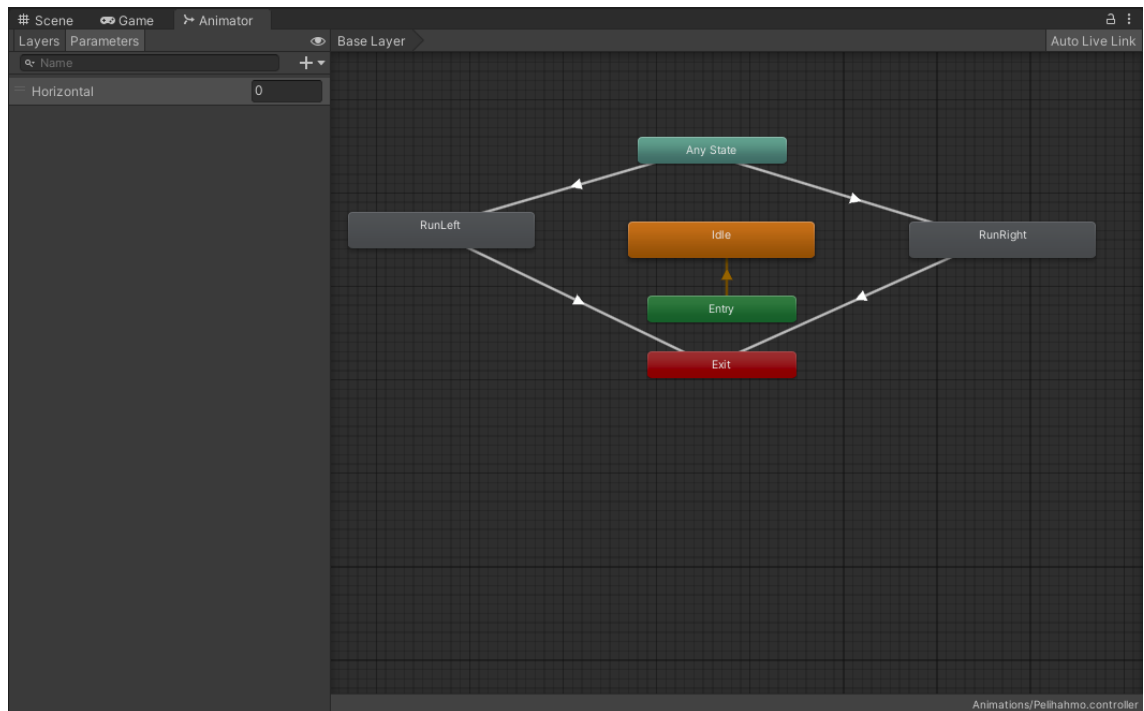 Scene Game Animator
Layers Parameters Base Layer Auto Live Link
Name
Horizontal 0
Any State
RunLeft
Idle
RunRight
Entry
Exit
Animations/Pelihahmo.controller